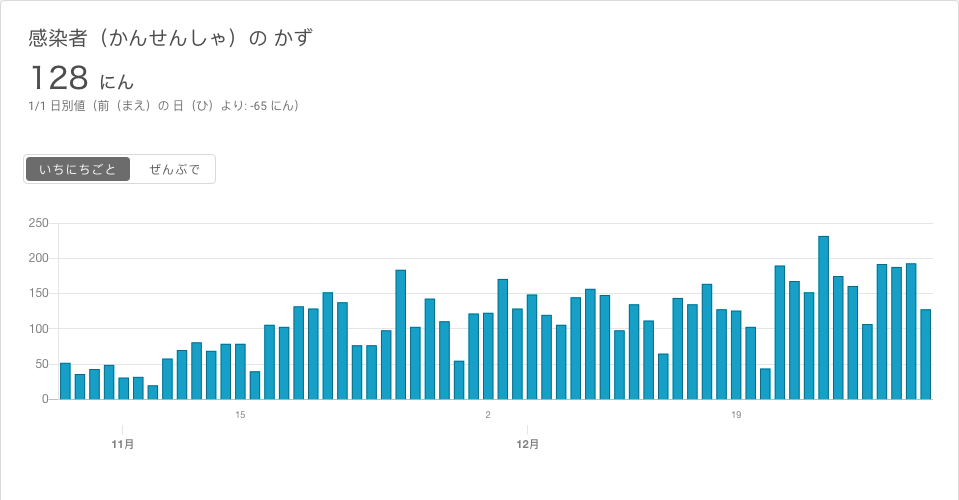 感染者（かんせんしゃ）の かず
128 にん
1/1 日別値（前（まえ）の 日（ひ）より: -65 にん）
いちにちごと ぜんぶで
250
200
150
100
50
0
15 2 19
11月 12月